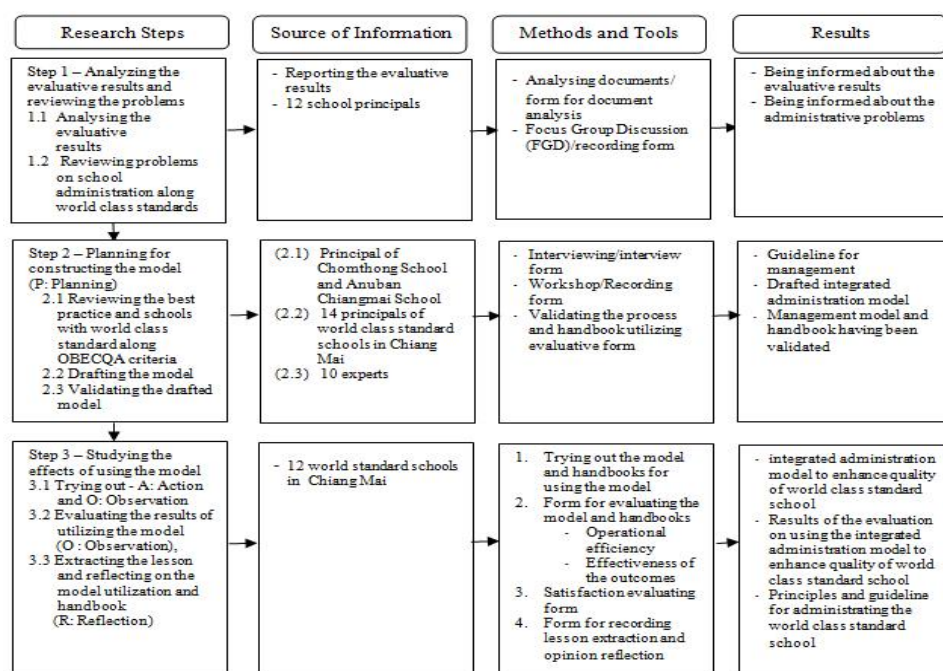 Research Steps
Source of Information
Methods and Tools
Results
Step 1 – Analyzing the
evaluative results and
reviewing the problems
1.1 Analysing the
evaluative
results
1.2 Reviewing problems
on school
administration along
world class standards
- Reporting the evaluative
results
- 12 school principals
- Analysing documents/
form for document
analysis
- Focus Group Discussion
(FGD)/recording form
- Being informed about the
evaluative results
- Being informed about the
administrative problems
Step 2 – Planning for
constructing the model
(P: Planning)
2.1 Reviewing the best
practice and schools
with world class
standard along
OBECQA criteria
2.2 Drafting the model
2.3 Validating the drafted
model
(2.1) Principal of
Chomthong School
and Anuban
Chiangmai School
(2.2) 14 principals of
world class standard
schools in Chiang
Mai
(2.3) 10 experts
- Interviewing/interview
form
- Workshop/Recording
form
- Validating the process
and handbook utilizing
evaluative form
- Guideline for
management
- Drafted integrated
administration model
- Management model and
handbook having been
validated
Step 3 – Studying the
effects of using the model
3.1 Trying out - A: Action
and O: Observation
3.2 Evaluating the results of
utilizing the model
(O : Observation),
3.3 Extracting the lesson
and reflecting on the
model utilization and
handbook
(R: Reflection)
- 12 world standard schools
in Chiang Mai
1. Trying out the model
and handbooks for
using the model
2. Form for evaluating the
model and handbooks
- Operational
efficiency
- Effectiveness of
the outcomes
3. Satisfaction evaluating
form
4. Form for recording
lesson extraction and
opinion reflection
- integrated administration
model to enhance quality
of world class standard
school
- Results of the evaluation
on using the integrated
administration model to
enhance quality of world
class standard school
- Principles and guideline
for administrating the
world class standard
school